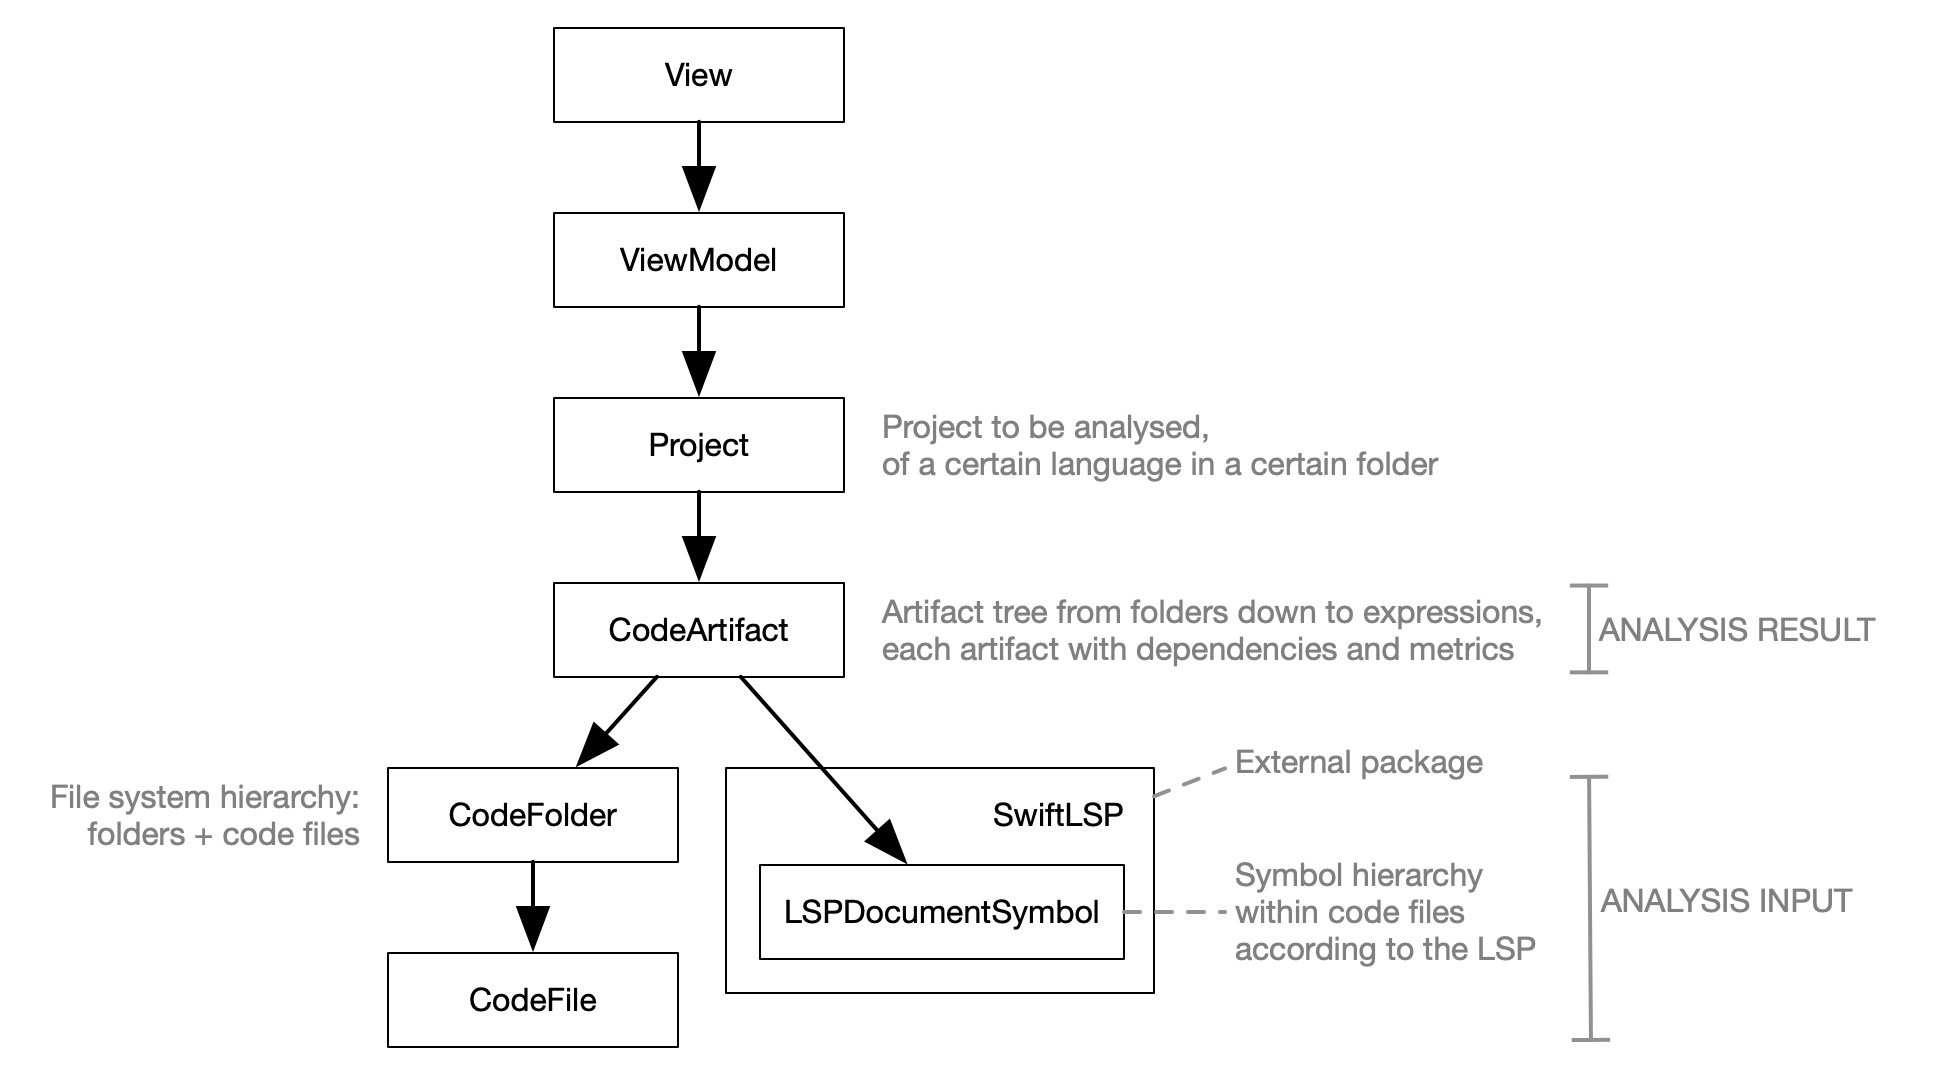 View
ViewModel
Project
Project to be analysed,
of a certain language in a certain folder
CodeArtifact
Artifact tree from folders down to expressions,
each artifact with dependencies and metrics
ANALYSIS RESULT
File system hierarchy:
folders + code files
CodeFolder
CodeFile
SwiftLSP
External package
LSPDocumentSymbol
Symbol hierarchy
within code files
according to the LSP
ANALYSIS INPUT